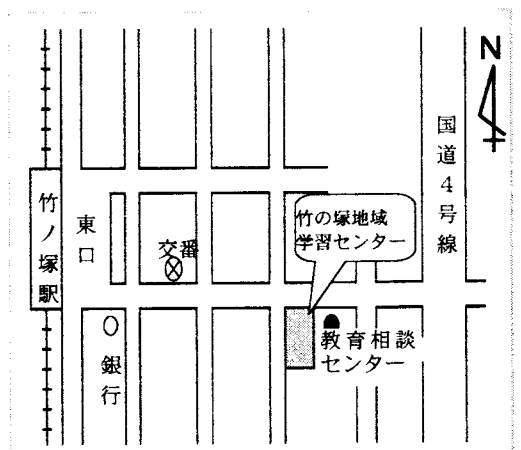 N
国道4号線
竹ノ塚駅
東口
交番
竹の塚地域
学習センター
銀行
教育相談
センター